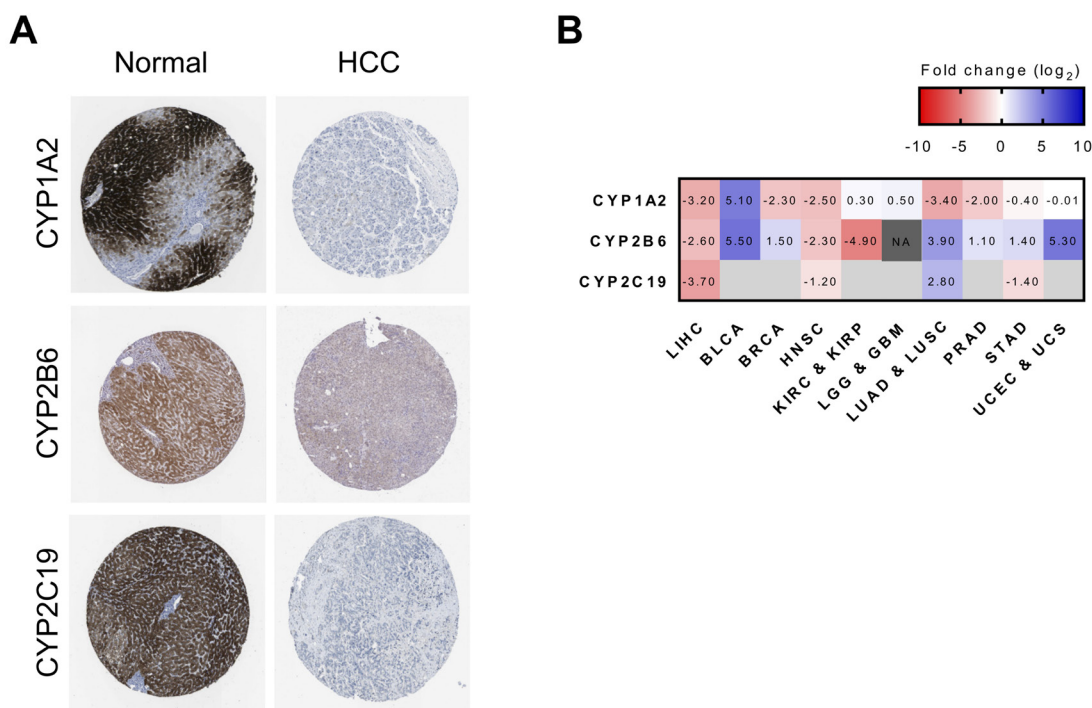 A
Normal HCC
CYP1A2
CYP2B6
CYP2C19
B
Fold change (log2)
-10 -5 0 5 10
CYP1A2 -3.20 5.10 -2.30 -2.50 0.30 0.50 -3.40 -2.00 -0.40 -0.01
CYP2B6 -2.60 5.50 1.50 -2.30 -4.90 NA 3.90 1.10 1.40 5.30
CYP2C19 -3.70 -1.20 2.80 -1.40
LIHC
BLCA
BRCA
HNSC
KIRC & KIRP
LGG & GBM
LUAD & LUSC
PRAD
STAD
UCEC & UCS